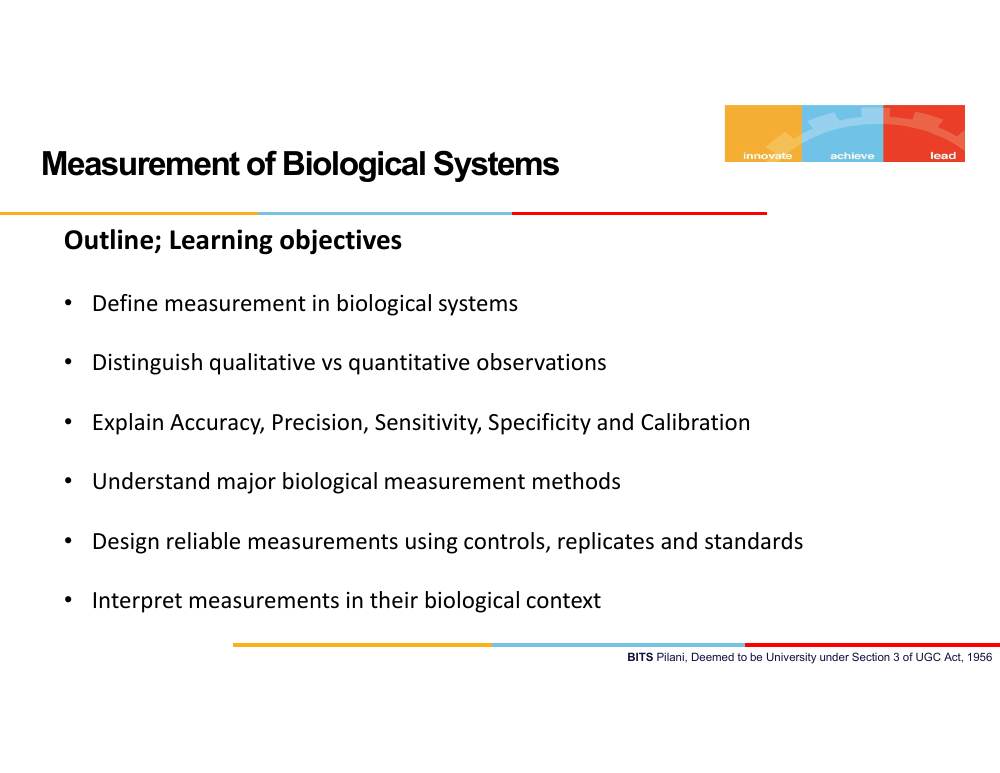 innovate achieve lead
Measurement of Biological Systems
Outline; Learning objectives
• Define measurement in biological systems
• Distinguish qualitative vs quantitative observations
• Explain Accuracy, Precision, Sensitivity, Specificity and Calibration
• Understand major biological measurement methods
• Design reliable measurements using controls, replicates and standards
• Interpret measurements in their biological context
BITS Pilani, Deemed to be University under Section 3 of UGC Act, 1956